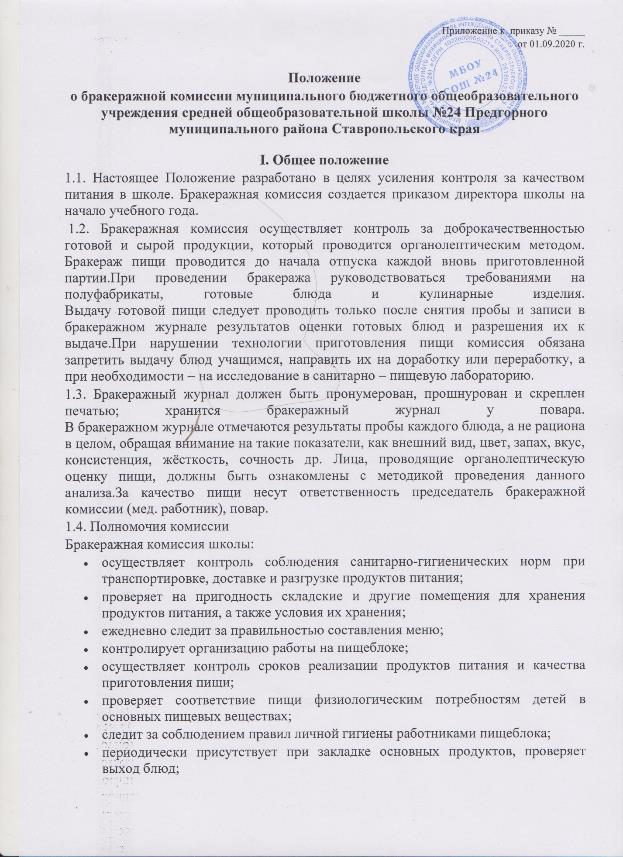 Приложение к приказу № _____
от 01.09.2020 г.
МБОУ
СОШ №24
Положение
о бракеражной комиссии муниципального бюджетного общеобразовательного
учреждения средней общеобразовательной школы №24 Предгорного
муниципального района Ставропольского края
I. Общее положение
1.1. Настоящее Положение разработано в целях усиления контроля за качеством
питания в школе. Бракеражная комиссия создается приказом директора школы на
начало учебного года.
1.2. Бракеражная комиссия осуществляет контроль за доброкачественностью
готовой и сырой продукции, который проводится органолептическим методом.
Бракераж пищи проводится до начала отпуска каждой вновь приготовленной
партии.При проведении бракеража руководствоваться требованиями на
полуфабрикаты, готовые блюда и кулинарные изделия.
Выдачу готовой пищи следует проводить только после снятия пробы и записи в
бракеражном журнале результатов оценки готовых блюд и разрешения их к
выдаче.При нарушении технологии приготовления пищи комиссия обязана
запретить выдачу блюд учащимся, направить их на доработку или переработку, а
при необходимости – на исследование в санитарно – пищевую лабораторию.
1.3. Бракеражный журнал должен быть пронумерован, прошнурован и скреплен
печатью; хранится бракеражный журнал у повара.
В бракеражном журнале отмечаются результаты пробы каждого блюда, а не рациона
в целом, обращая внимание на такие показатели, как внешний вид, цвет, запах, вкус,
консистенция, жёсткость, сочность др. Лица, проводящие органолептическую
оценку пищи, должны быть ознакомлены с методикой проведения данного
анализа.За качество пищи несут ответственность председатель бракеражной
комиссии (мед. работник), повар.
1.4. Полномочия комиссии
Бракеражная комиссия школы:
• осуществляет контроль соблюдения санитарно-гигиенических норм при
транспортировке, доставке и разгрузке продуктов питания;
• проверяет на пригодность складские и другие помещения для хранения
продуктов питания, а также условия их хранения;
• ежедневно следит за правильностью составления меню;
• контролирует организацию работы на пищеблоке;
• осуществляет контроль сроков реализации продуктов питания и качества
приготовления пищи;
• проверяет соответствие пищи физиологическим потребностям детей в
основных пищевых веществах;
• следит за соблюдением правил личной гигиены работниками пищеблока;
• периодически присутствует при закладке основных продуктов, проверяет
выход блюд;